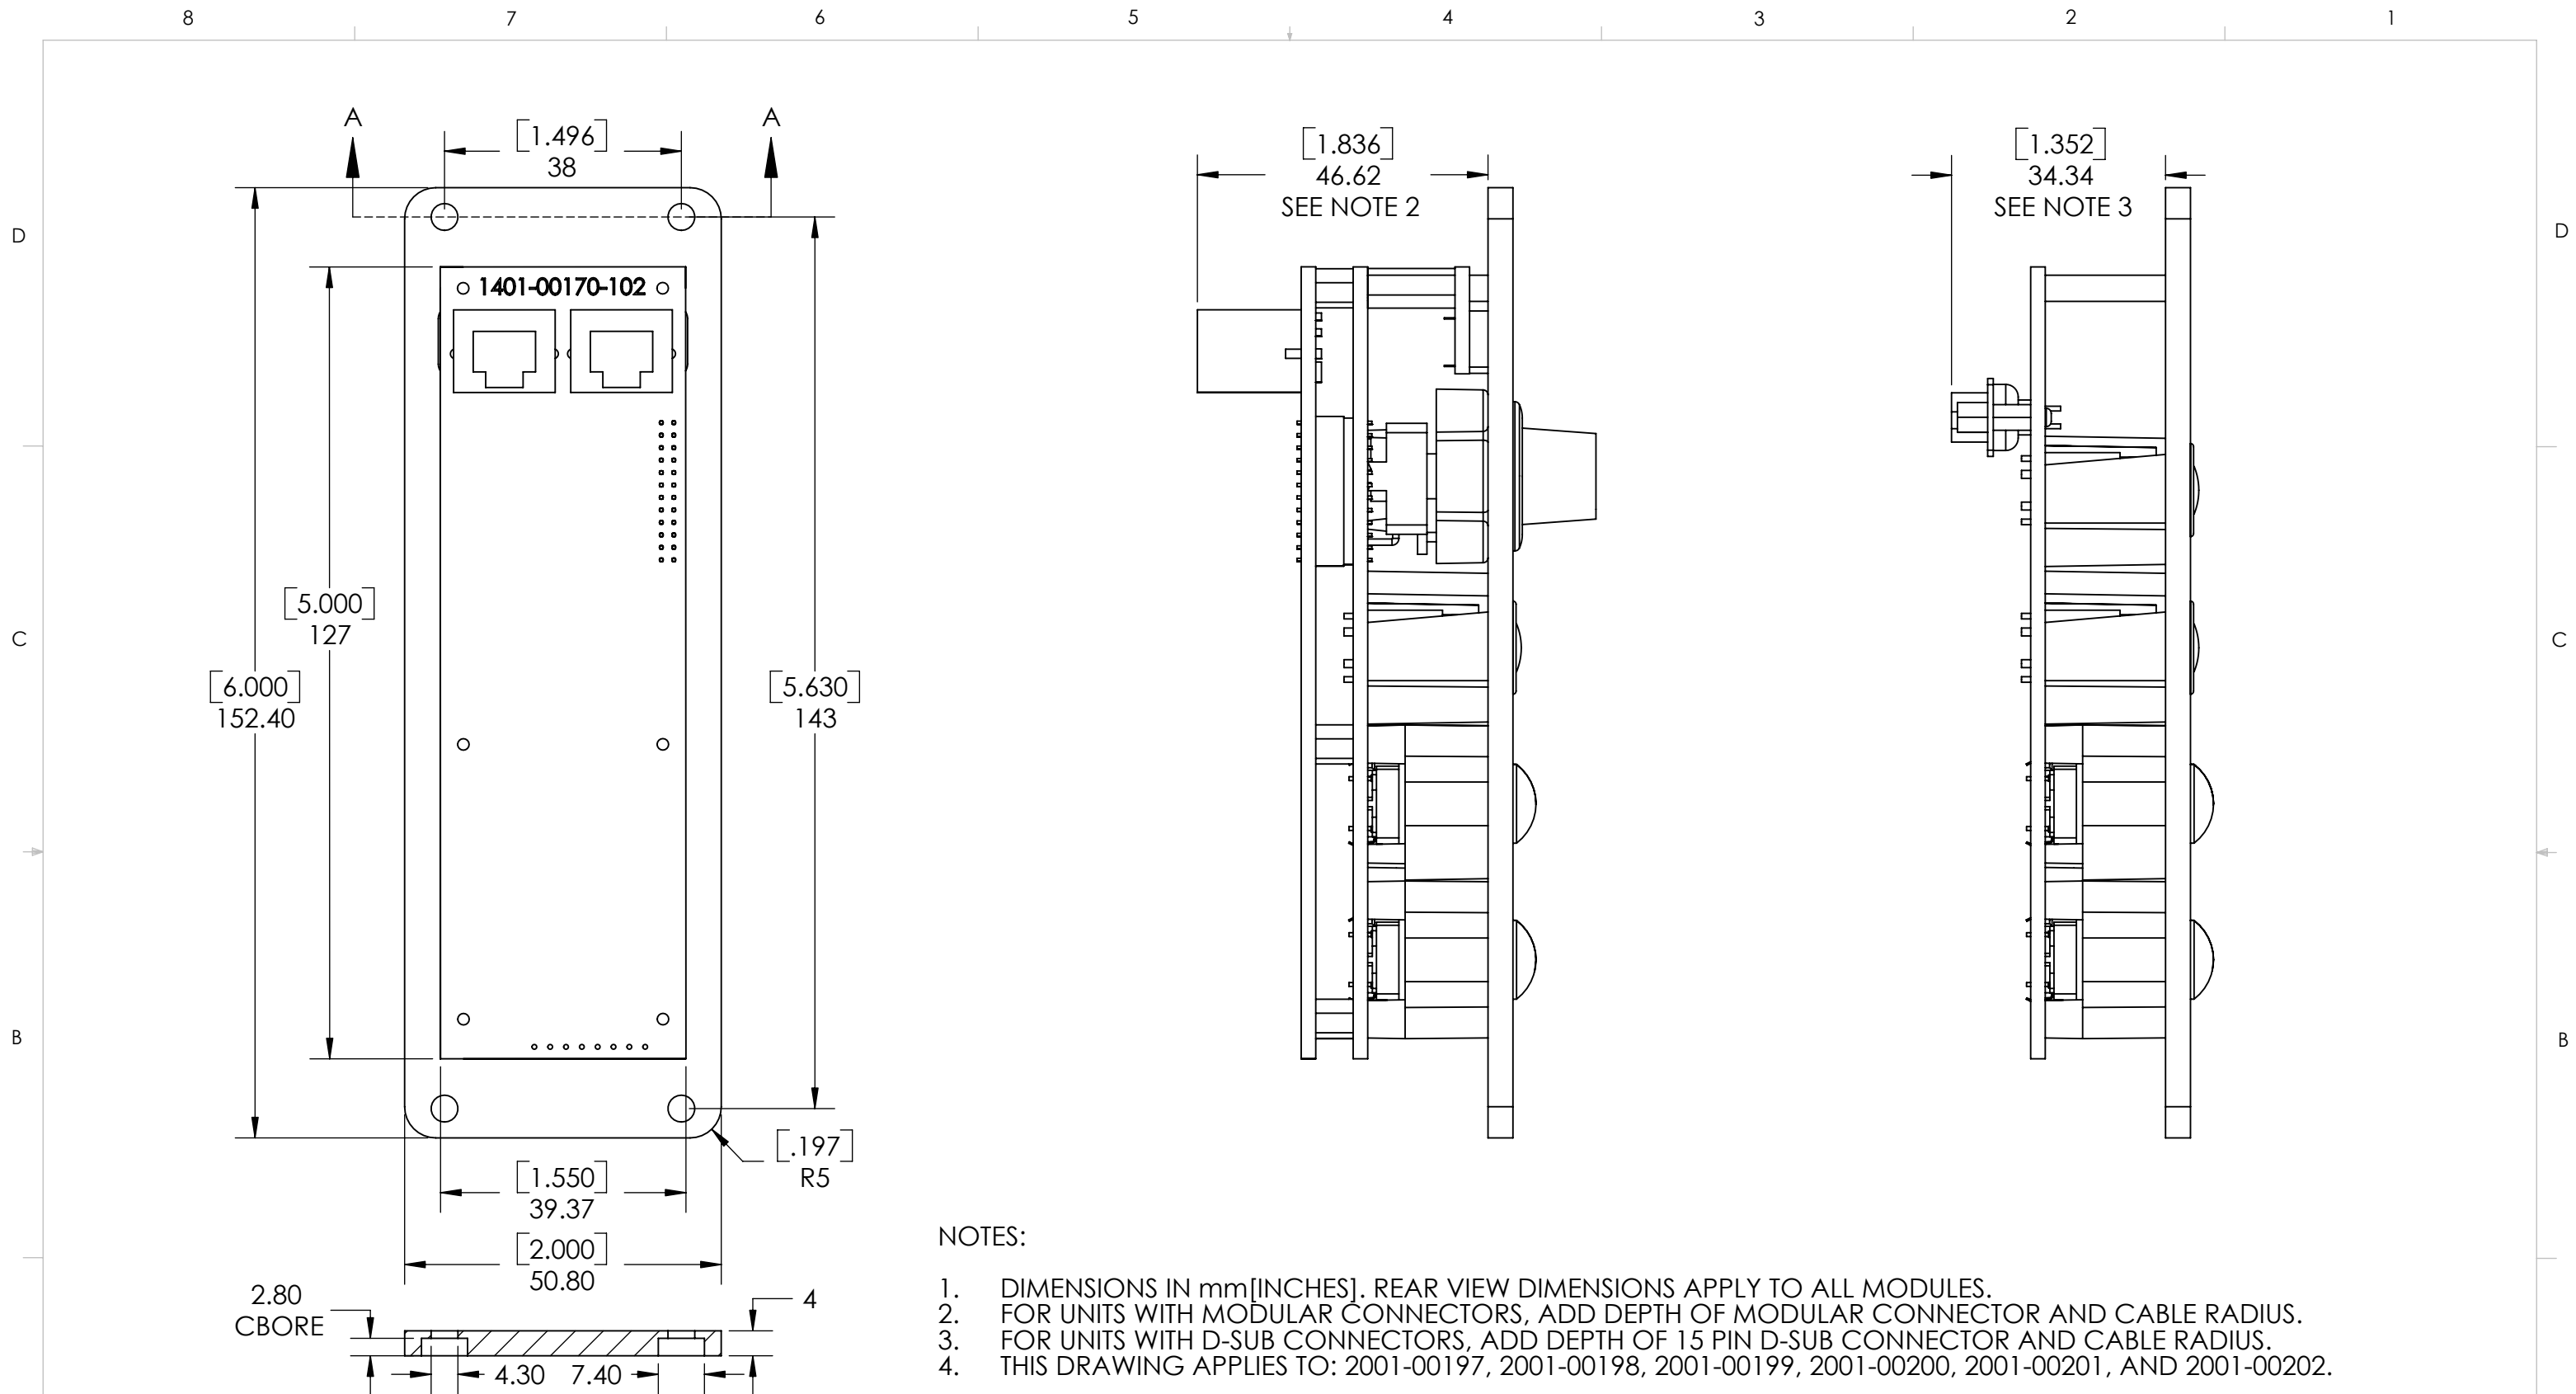 8 7 6 5 4 3 2 1
A A
[1.496]
38
[1.836]
46.62
SEE NOTE 2
[1.352]
34.34
SEE NOTE 3
D D
1401-00170-102
[5.000]
127
C C
[6.000]
152.40
[5.630]
143
B B
[.197]
R5
[1.550]
39.37
[2.000]
50.80
2.80
CBORE
4
4.30 7.40
NOTES:
1. DIMENSIONS IN mm[INCHES]. REAR VIEW DIMENSIONS APPLY TO ALL MODULES.
2. FOR UNITS WITH MODULAR CONNECTORS, ADD DEPTH OF MODULAR CONNECTOR AND CABLE RADIUS.
3. FOR UNITS WITH D-SUB CONNECTORS, ADD DEPTH OF 15 PIN D-SUB CONNECTOR AND CABLE RADIUS.
4. THIS DRAWING APPLIES TO: 2001-00197, 2001-00198, 2001-00199, 2001-00200, 2001-00201, AND 2001-00202.